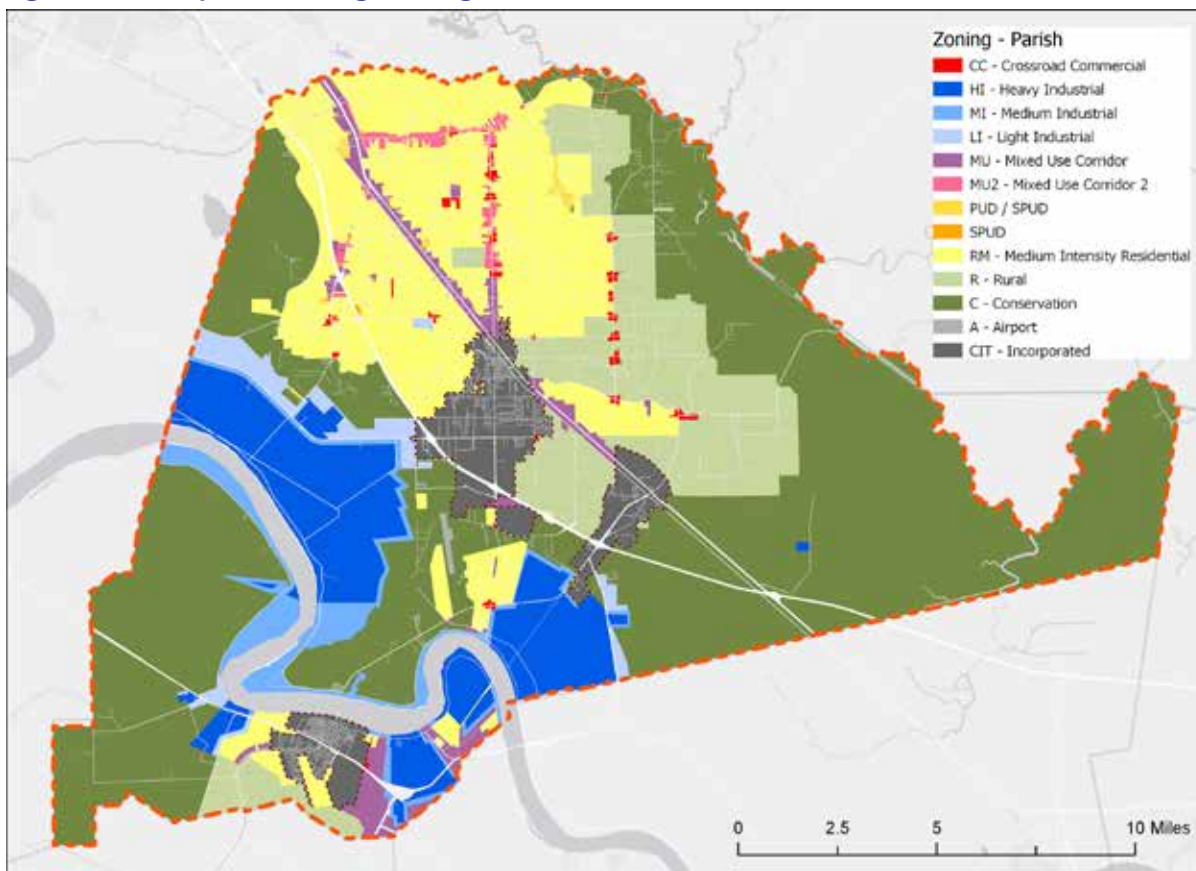 Zoning - Parish
CC - Crossroad Commercial
HI - Heavy Industrial
MI - Medium Industrial
LI - Light Industrial
MU - Mixed Use Corridor
MU2 - Mixed Use Corridor 2
PUD / SPUD
SPUD
RM - Medium Intensity Residential
R - Rural
C - Conservation
A - Airport
CIT - Incorporated
0 2.5 5 10 Miles